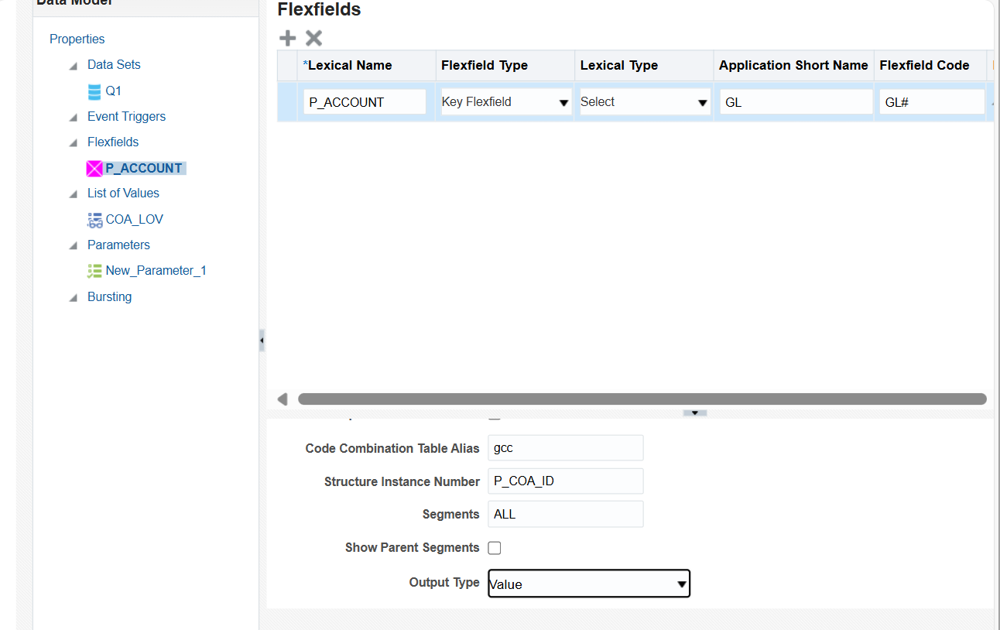 Data Model
Properties
Data Sets
Q1
Event Triggers
Flexfields
P_ACCOUNT
List of Values
COA_LOV
Parameters
New_Parameter_1
Bursting
Flexfields
*Lexical Name Flexfield Type Lexical Type Application Short Name Flexfield Code
P_ACCOUNT Key Flexfield Select GL GL#
Code Combination Table Alias gcc
Structure Instance Number P_COA_ID
Segments ALL
Show Parent Segments
Output Type Value